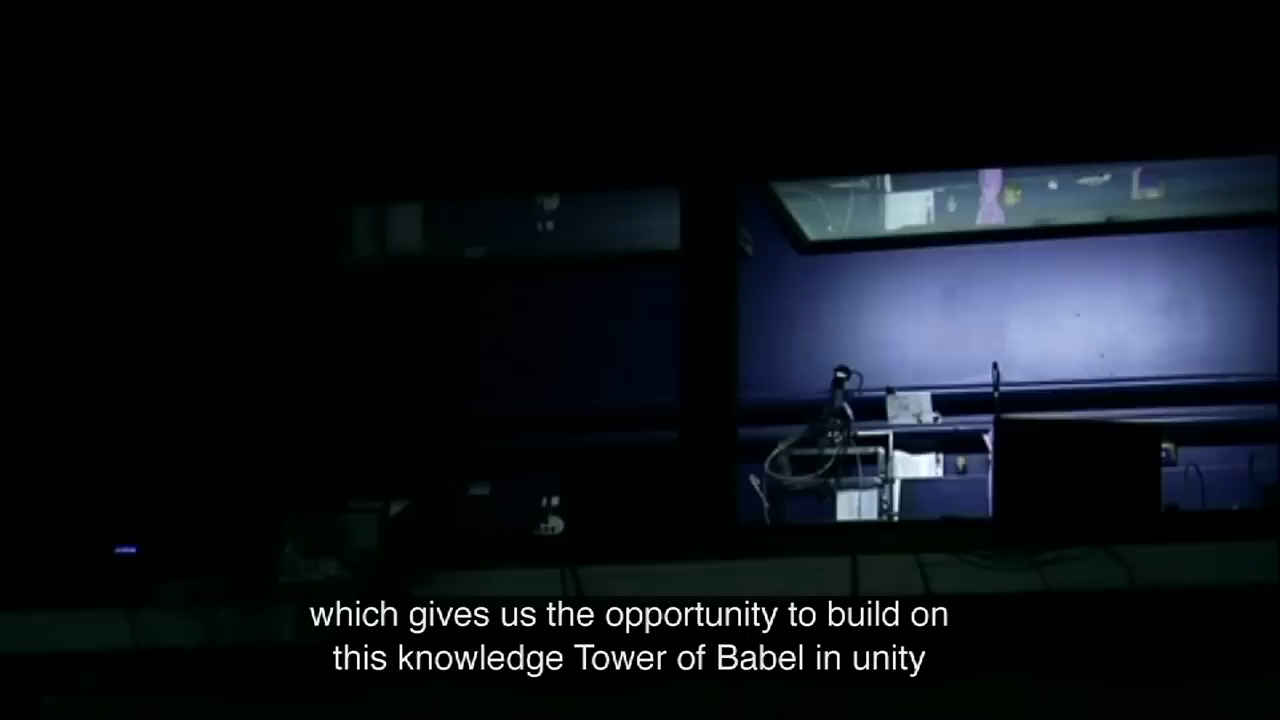 which gives us the opportunity to build on
this knowledge Tower of Babel in unity